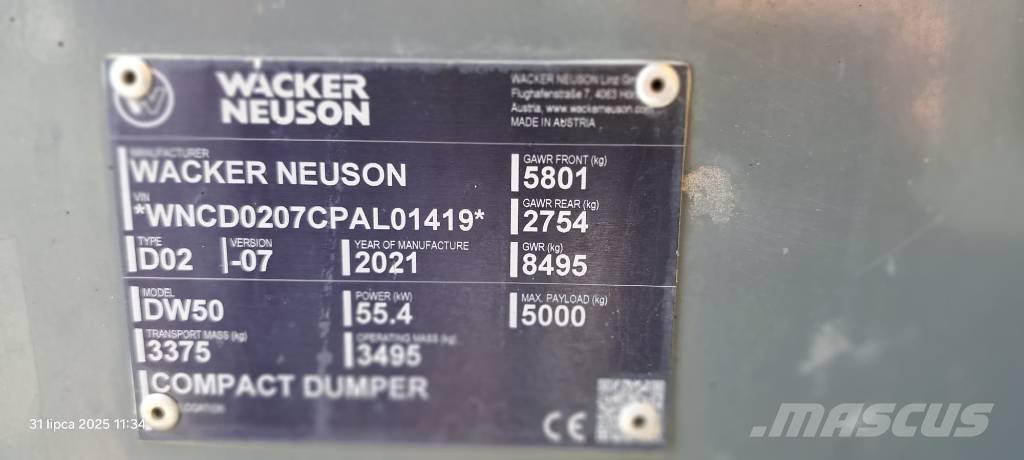 WACKER
NEUSON
WACKER NEUSON Linz
Flughafenstraße 7, 4063
Austria, www.wackerneuson.com
MADE IN AUSTRIA
MANUFACTURER
WACKER NEUSON
VIN
*WNCD0207CPAL01419*
TYPE VERSION YEAR OF MANUFACTURE
D02 -07 2021
GAWR FRONT (kg)
5801
GAWR REAR (kg)
2754
GWR (kg)
8495
MODEL POWER (kW) MAX. PAYLOAD (kg)
DW50 55.4 5000
TRANSPORT MASS (kg) OPERATING MASS (kg)
3375 3495
COMPACT DUMPER
LOCATION
CE
31 lipca 2025 11:34
MASCUS